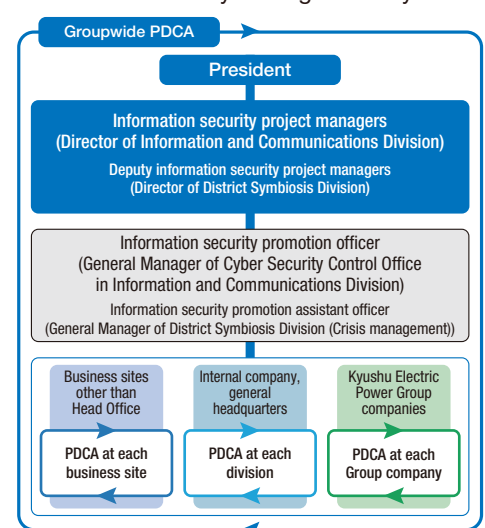 Groupwide PDCA
President
Information security project managers
(Director of Information and Communications Division)
Deputy information security project managers
(Director of District Symbiosis Division)
Information security promotion officer
(General Manager of Cyber Security Control Office
in Information and Communications Division)
Information security promotion assistant officer
(General Manager of District Symbiosis Division (Crisis management))
Business sites
other than
Head Office
PDCA at each
business site
Internal company,
general
headquarters
PDCA at each
division
Kyushu Electric
Power Group
companies
PDCA at each
Group company